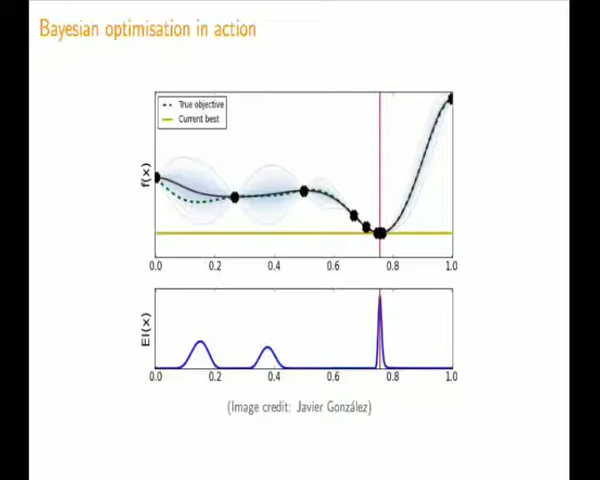 Bayesian optimisation in action
True objective
Current best
f(x)
0.0 0.2 0.4 0.6 0.8 1.0
EI(x)
0.0 0.2 0.4 0.6 0.8 1.0
(Image credit: Javier González)